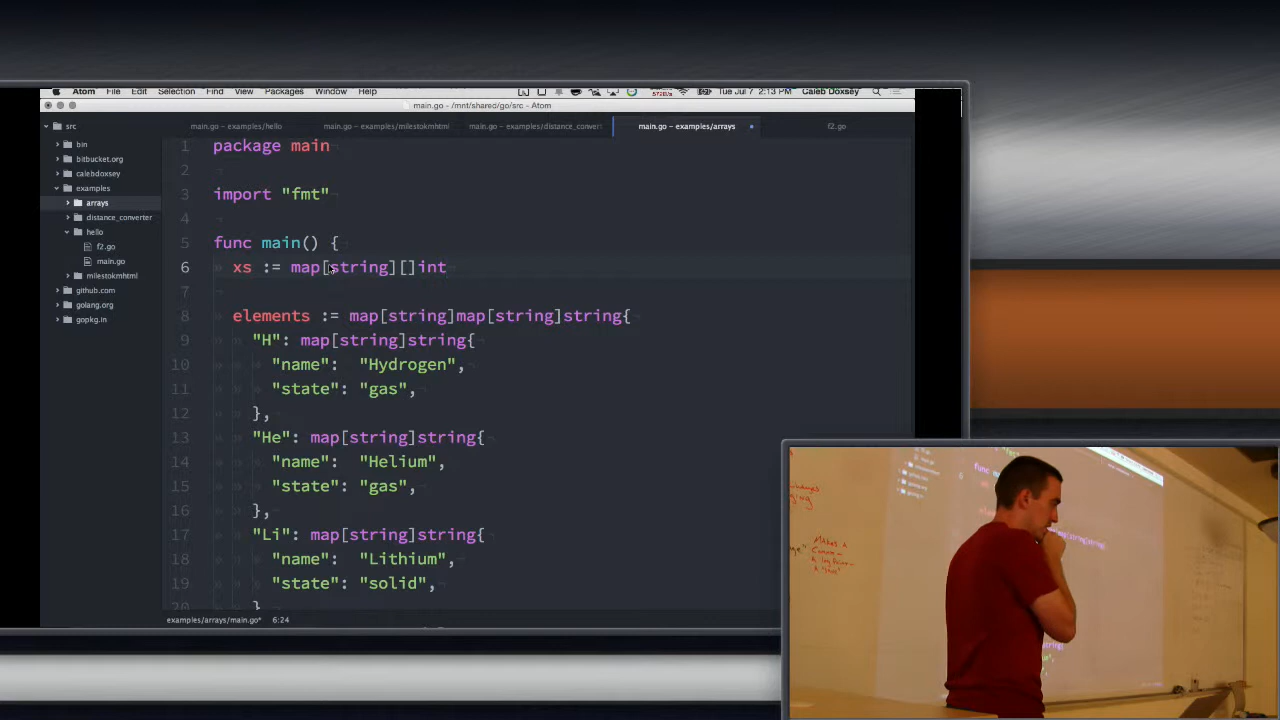 Atom File Edit Selection Find View Packages Window Help Tue Jul 7 2:13 PM Caleb Doxsey
main.go - /mnt/shared/go/src - Atom
src
main.go – examples/hello
main.go – examples/milestokmhtml
main.go – examples/distance_convert
main.go – examples/arrays
f2.go
bin
bitbucket.org
calebdoxsey
examples
arrays
distance_converter
hello
f2.go
main.go
milestokmhtml
github.com
golang.org
gopkg.in
1 package main
2
3 import "fmt"
4
5 func main() {
6 xs := map[string][]int
7
8 elements := map[string]map[string]string{
9 "H": map[string]string{
10 "name": "Hydrogen",
11 "state": "gas",
12 },
13 "He": map[string]string{
14 "name": "Helium",
15 "state": "gas",
16 },
17 "Li": map[string]string{
18 "name": "Lithium",
19 "state": "solid",
20 }
examples/arrays/main.go* 6:24
MAKES A